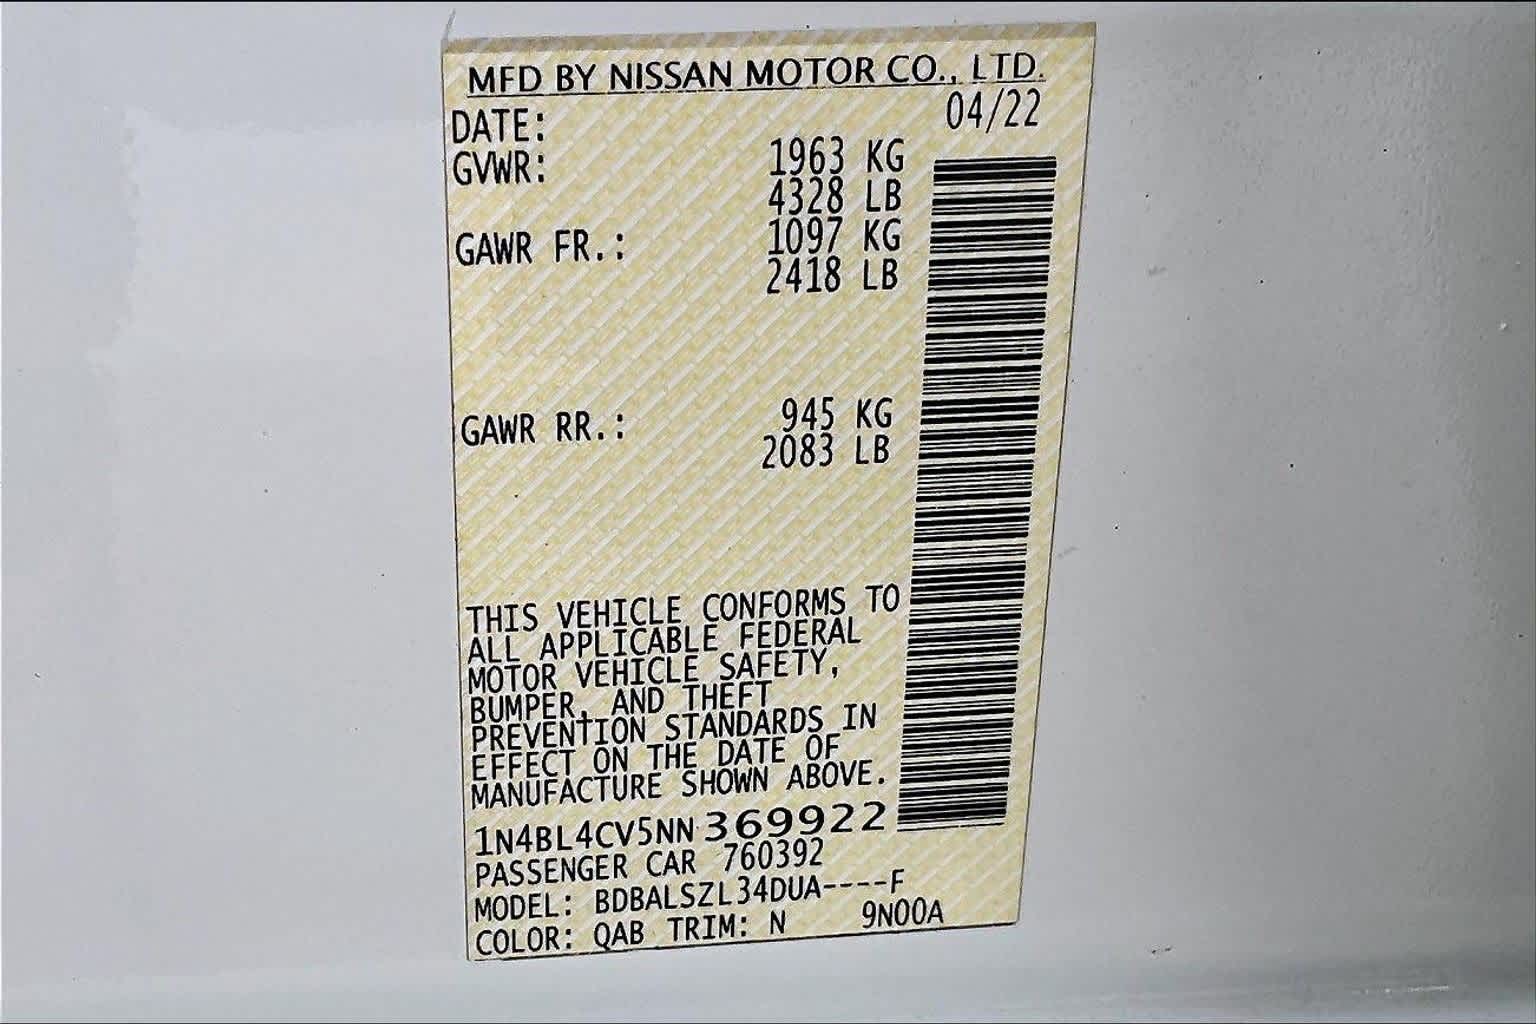 MFD BY NISSAN MOTOR CO., LTD.
DATE: 04/22
GVWR: 1963 KG
4328 LB
GAWR FR.: 1097 KG
2418 LB
GAWR RR.: 945 KG
2083 LB
THIS VEHICLE CONFORMS TO
ALL APPLICABLE FEDERAL
MOTOR VEHICLE SAFETY,
BUMPER, AND THEFT
PREVENTION STANDARDS IN
EFFECT ON THE DATE OF
MANUFACTURE SHOWN ABOVE.
1N4BL4CV5NN369922
PASSENGER CAR 760392
MODEL: BDBALSZL34DUA----F
COLOR: QAB TRIM: N 9N00A